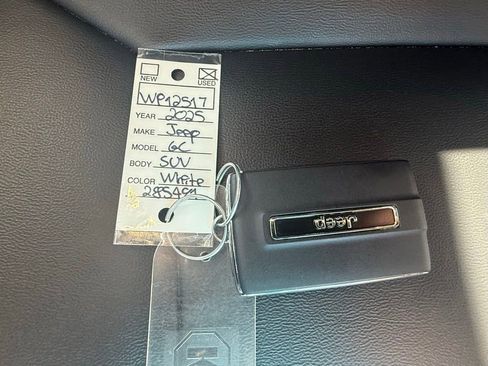 NEW
USED
WP12517
YEAR 2025
MAKE Jeep
MODEL GC
BODY SUV
COLOR White
Jeep